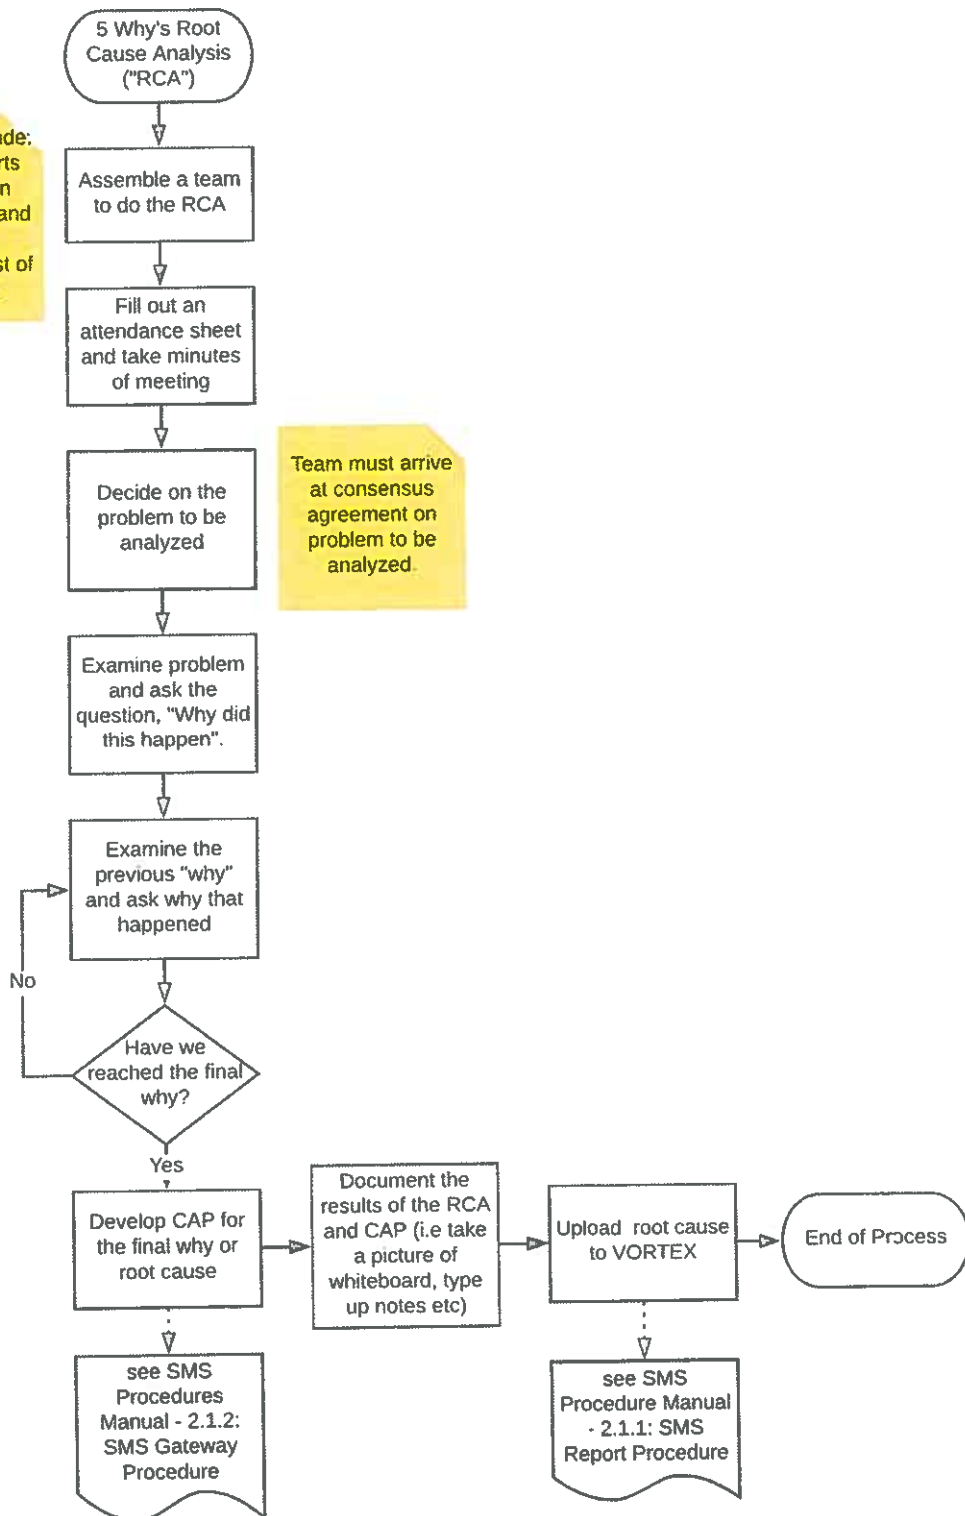 5 Why's Root
Cause Analysis
("RCA")
Assemble a team
to do the RCA
and
of
Fill out an
attendance sheet
and take minutes
of meeting
Decide on the
problem to be
analyzed
Team must arrive
at consensus
agreement on
problem to be
analyzed.
Examine problem
and ask the
question, "Why did
this happen".
Examine the
previous "why"
and ask why that
happened
No
Have we
reached the final
why?
Yes
Develop CAP for
the final why or
root cause
Document the
results of the RCA
and CAP (i.e take
a picture of
whiteboard, type
up notes etc)
Upload root cause
to VORTEX
End of Process
see SMS
Procedures
Manual - 2.1.2:
SMS Gateway
Procedure
see SMS
Procedure Manual
- 2.1.1: SMS
Report Procedure